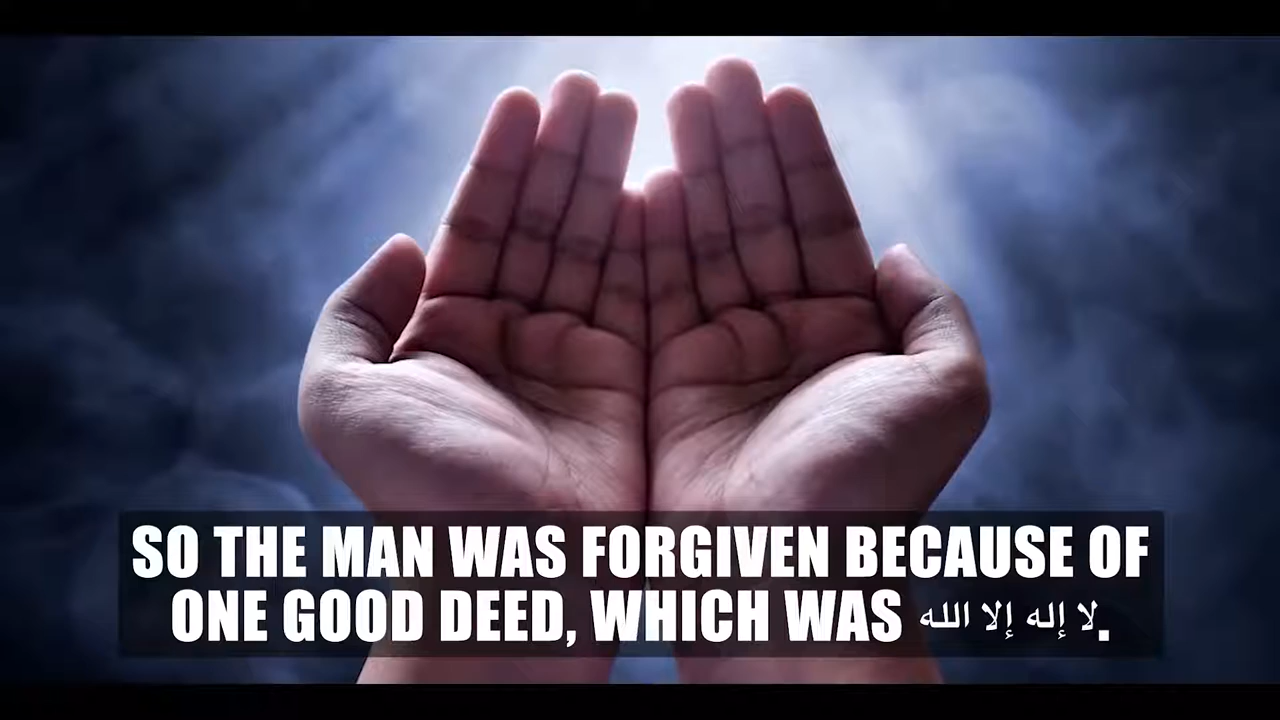 SO THE MAN WAS FORGIVEN BECAUSE OF
ONE GOOD DEED, WHICH WAS لا إله إلا الله.